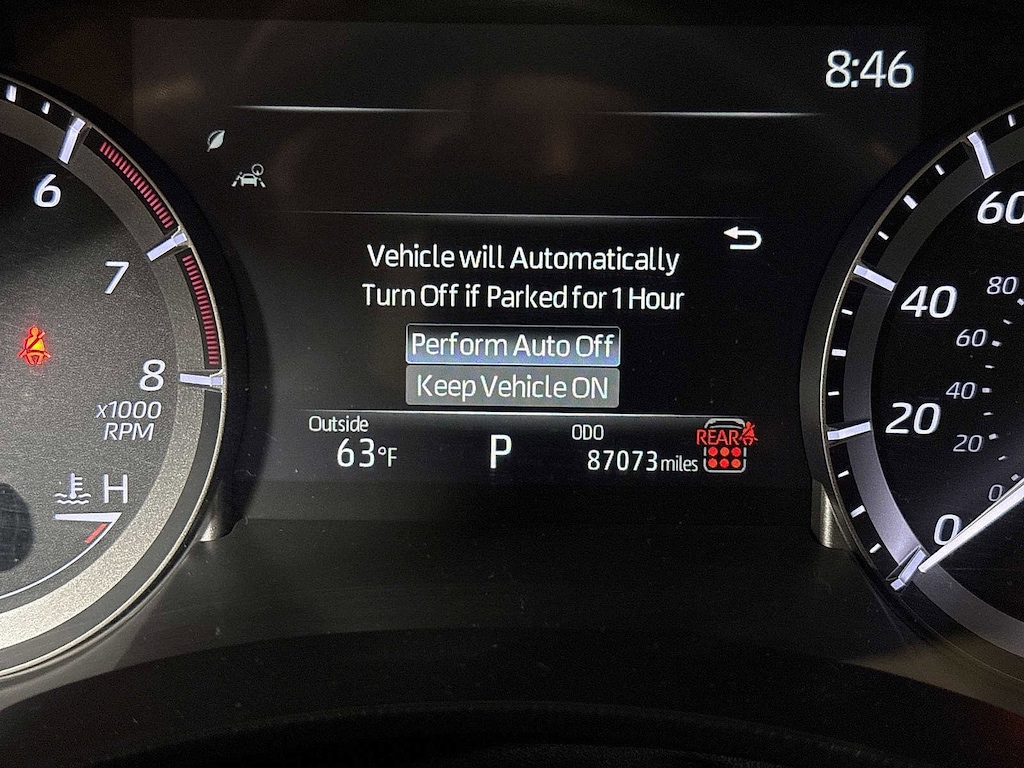 8:46
6
7
8
x1000
RPM
H
Vehicle will Automatically
Turn Off if Parked for 1 Hour
Perform Auto Off
Keep Vehicle ON
Outside
63°F
P
ODO
87073 miles
REAR
60
40
20
0
80
60
40
20
0